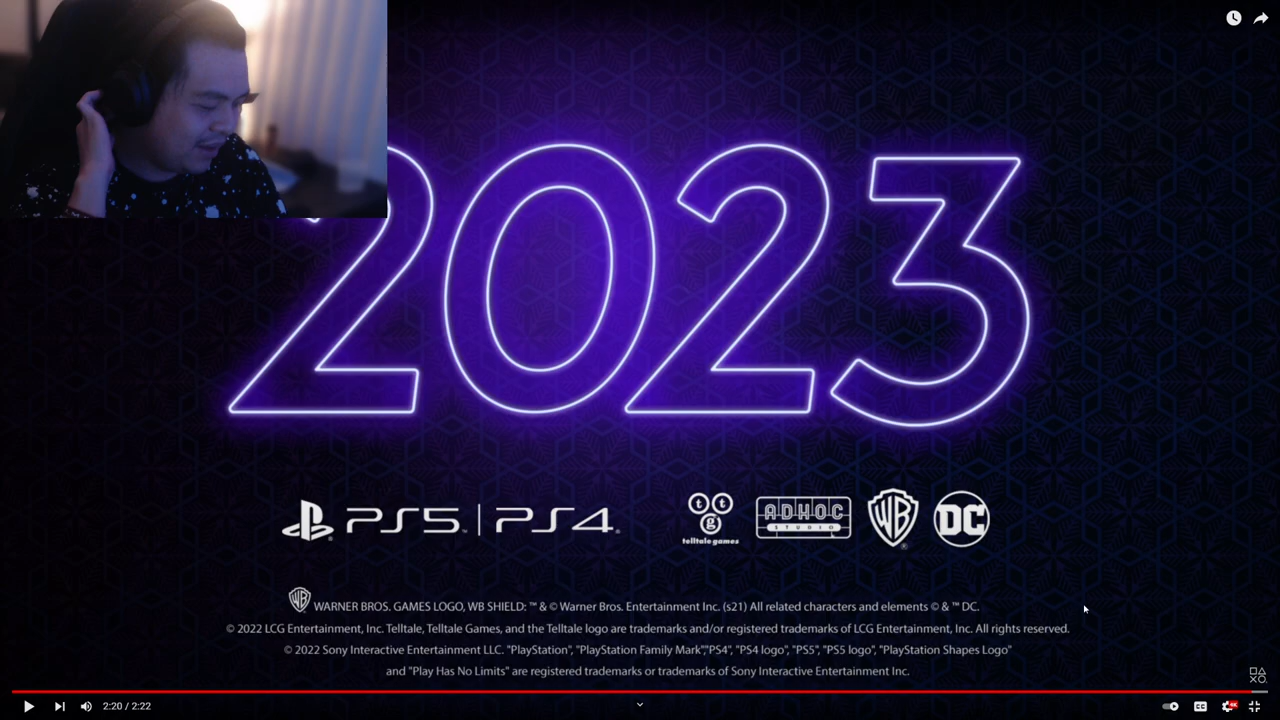 2023
PS5 | PS4
ttg
telltale games
ADHOC
STUDIO
WB
DC
WB WARNER BROS. GAMES LOGO, WB SHIELD: ™ & © Warner Bros. Entertainment Inc. (s21) All related characters and elements © & ™ DC.
© 2022 LCG Entertainment, Inc. Telltale, Telltale Games, and the Telltale logo are trademarks and/or registered trademarks of LCG Entertainment, Inc. All rights reserved.
© 2022 Sony Interactive Entertainment LLC. "PlayStation", "PlayStation Family Mark","PS4", "PS4 logo", "PS5", "PS5 logo", "PlayStation Shapes Logo"
and "Play Has No Limits" are registered trademarks or trademarks of Sony Interactive Entertainment Inc.
2:20 / 2:22
CC